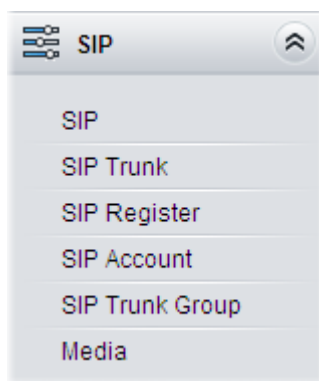 SIP
SIP
SIP Trunk
SIP Register
SIP Account
SIP Trunk Group
Media